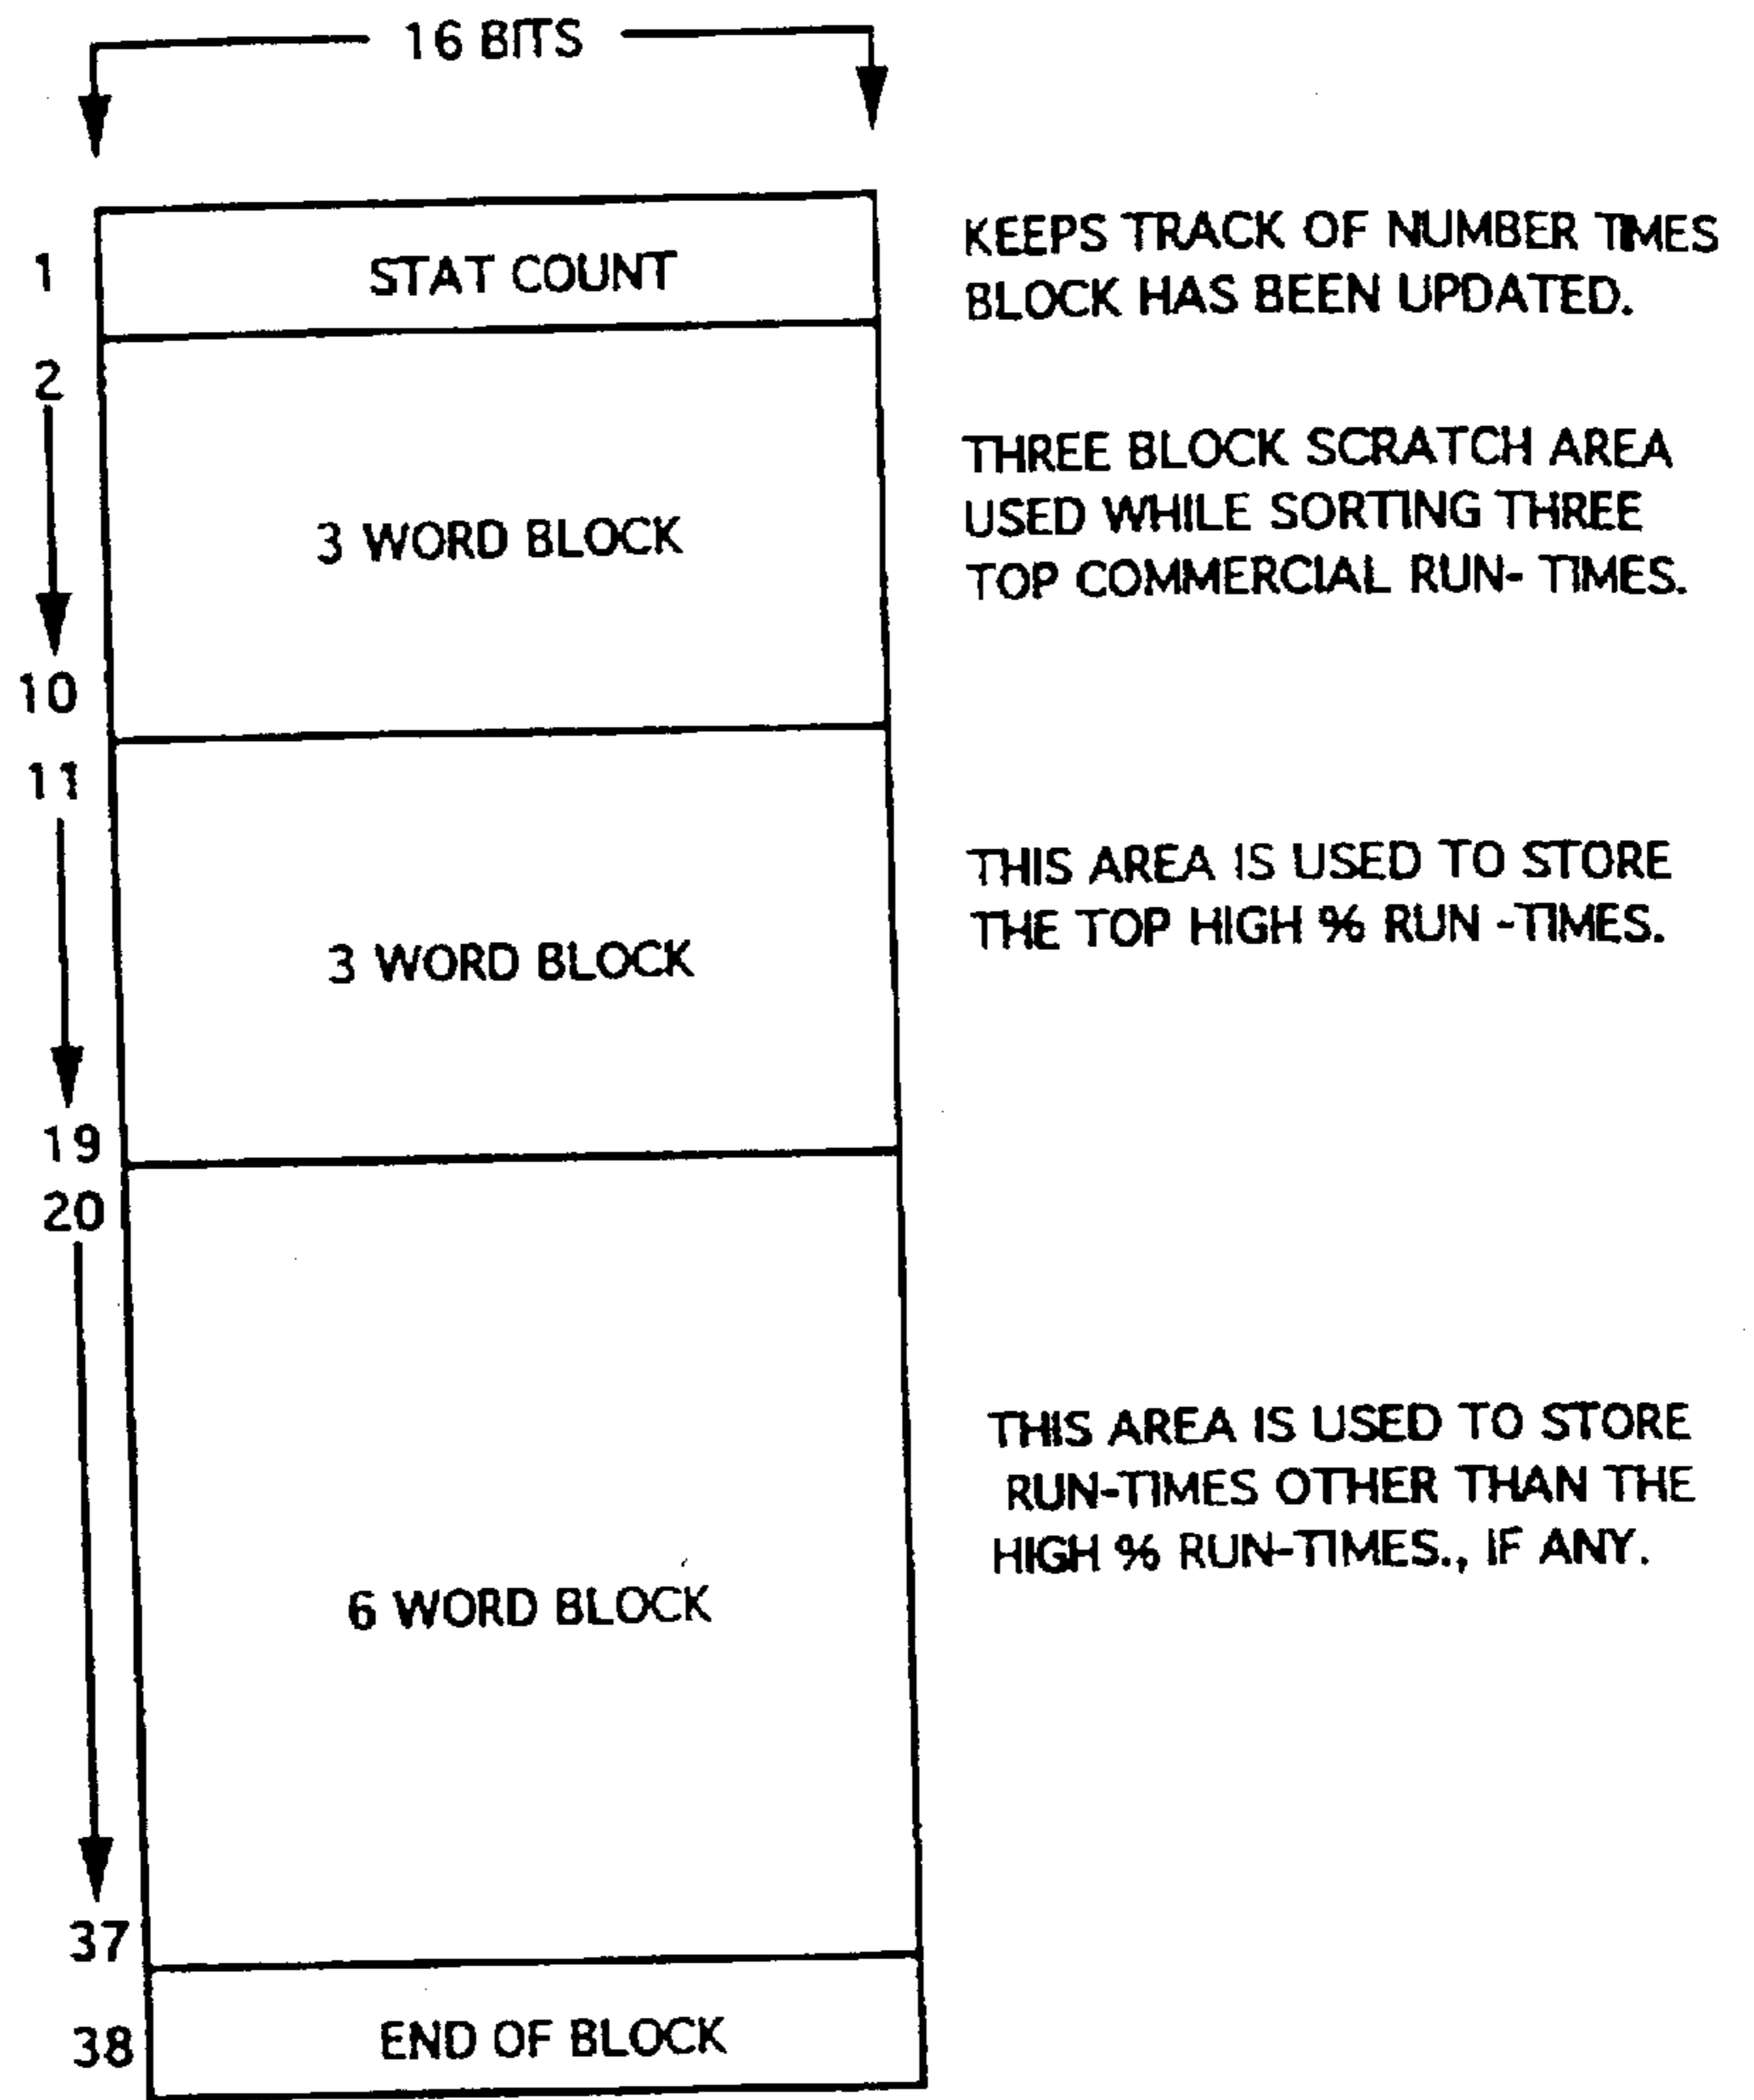 16 BITS
1
STAT COUNT
KEEPS TRACK OF NUMBER TIMES
BLOCK HAS BEEN UPDATED.
2
3 WORD BLOCK
THREE BLOCK SCRATCH AREA
USED WHILE SORTING THREE
TOP COMMERCIAL RUN- TIMES.
10
11
3 WORD BLOCK
THIS AREA IS USED TO STORE
THE TOP HIGH % RUN -TIMES.
19
20
6 WORD BLOCK
THIS AREA IS USED TO STORE
RUN-TIMES OTHER THAN THE
HIGH % RUN-TIMES., IF ANY.
37
38
END OF BLOCK